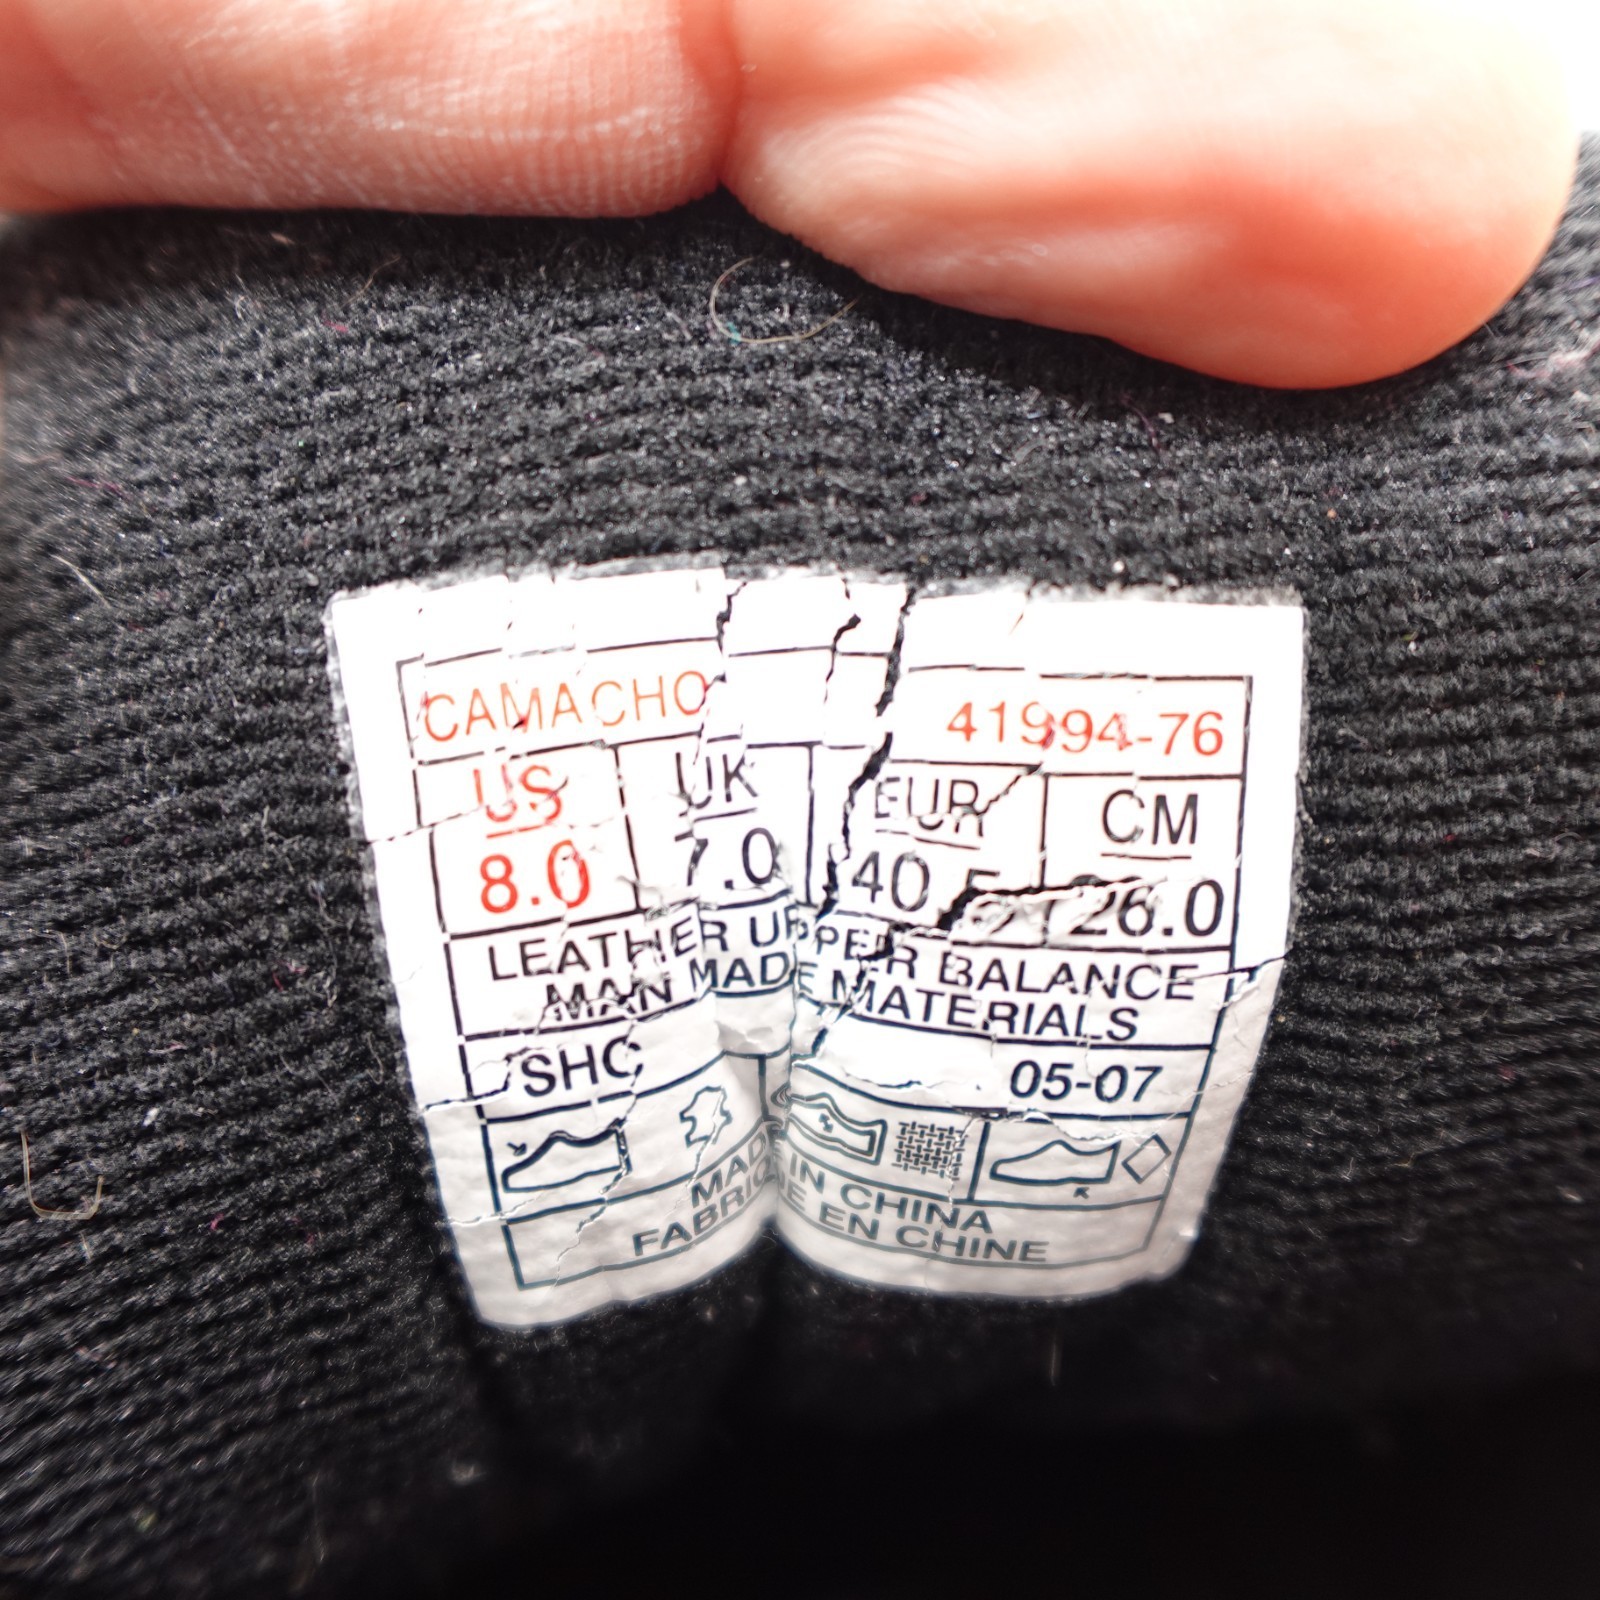 CAMACHO 41994-76
US UK EUR CM
8.0 7.0 40.5 26.0
LEATHER UPPER BALANCE
MAN MADE MATERIALS
SHC 05-07
MADE IN CHINA
FABRIQUE EN CHINE